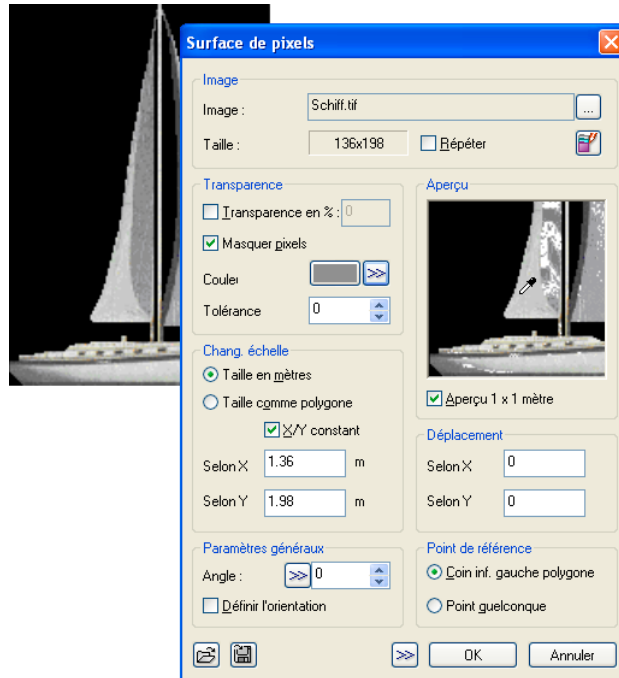 Surface de pixels
Image
Image :
Schiff.tif
...
Taille :
136x198
Répéter
Transparence
Transparence en % :
0
Masquer pixels
Couleı
>>
Tolérance
0
Aperçu
Aperçu 1 x 1 mètre
Chang. échelle
Taille en mètres
Taille comme polygone
X/Y constant
Selon X
1.36
m
Selon Y
1.98
m
Déplacement
Selon X
0
Selon Y
0
Paramètres généraux
Angle :
>>
0
Définir l'orientation
Point de référence
Coin inf. gauche polygone
Point quelconque
>>
OK
Annuler